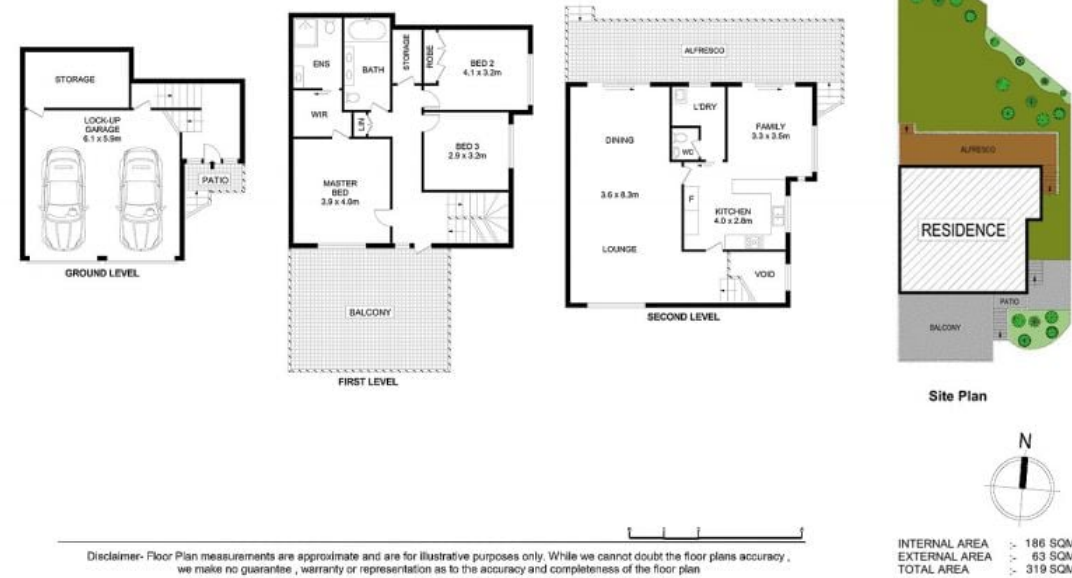 STORAGE
LOCK-UP
GARAGE
6.1 x 5.9m
PATIO
GROUND LEVEL
ENS
BATH
STORAGE
ROBE
BED 2
4.1 x 3.2m
WIR
LIN
BED 3
2.9 x 3.2m
MASTER
BED
3.9 x 4.6m
BALCONY
FIRST LEVEL
ALFRESCO
DINING
L'DRY
FAMILY
3.3 x 3.5m
WC
3.6 x 8.3m
F
KITCHEN
4.0 x 2.8m
LOUNGE
VOID
SECOND LEVEL
ALFRESCO
RESIDENCE
PATIO
BALCONY
Site Plan
N
INTERNAL AREA :- 186 SQM
EXTERNAL AREA :- 63 SQM
TOTAL AREA :- 319 SQM
Disclaimer- Floor Plan measurements are approximate and are for illustrative purposes only. While we cannot doubt the floor plans accuracy ,
we make no guarantee , warranty or representation as to the accuracy and completeness of the floor plan